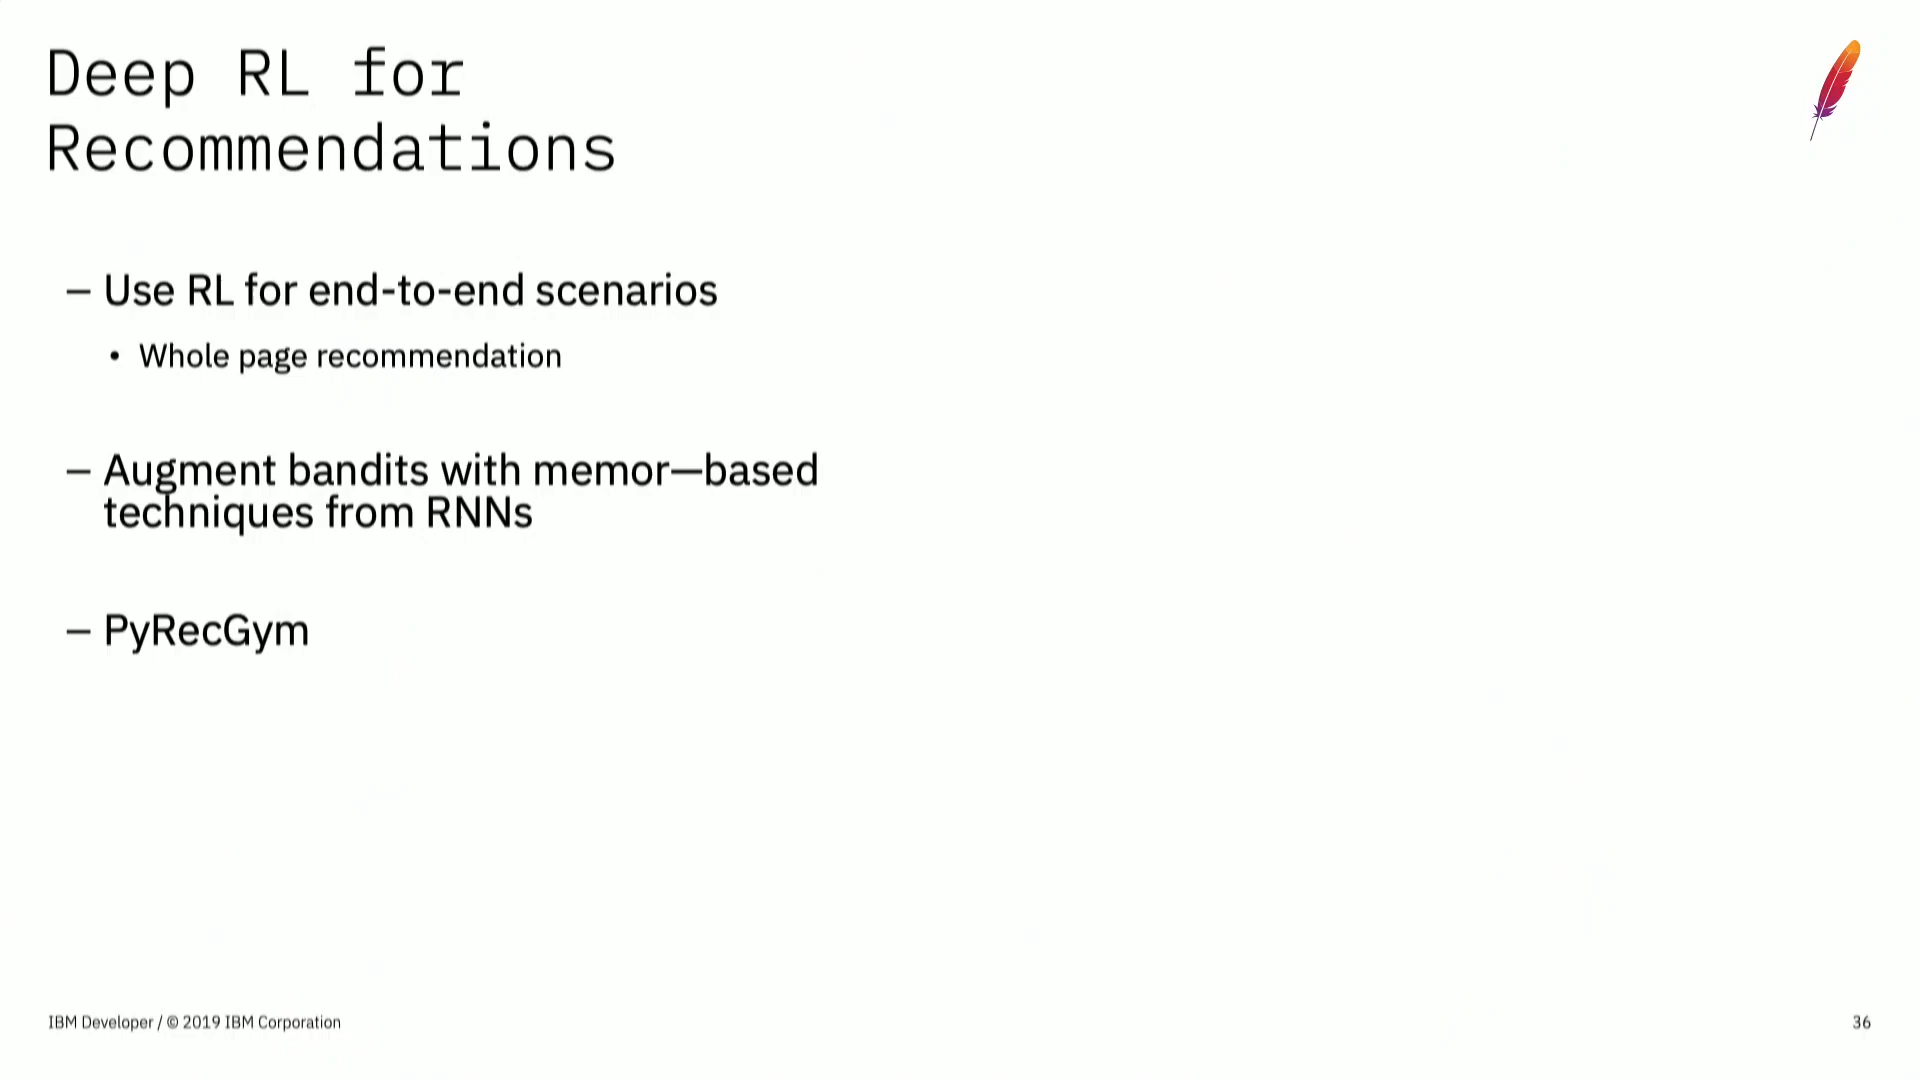 Deep RL for
Recommendations
– Use RL for end-to-end scenarios
• Whole page recommendation
– Augment bandits with memor—based
techniques from RNNs
– PyRecGym
IBM Developer / © 2019 IBM Corporation
36